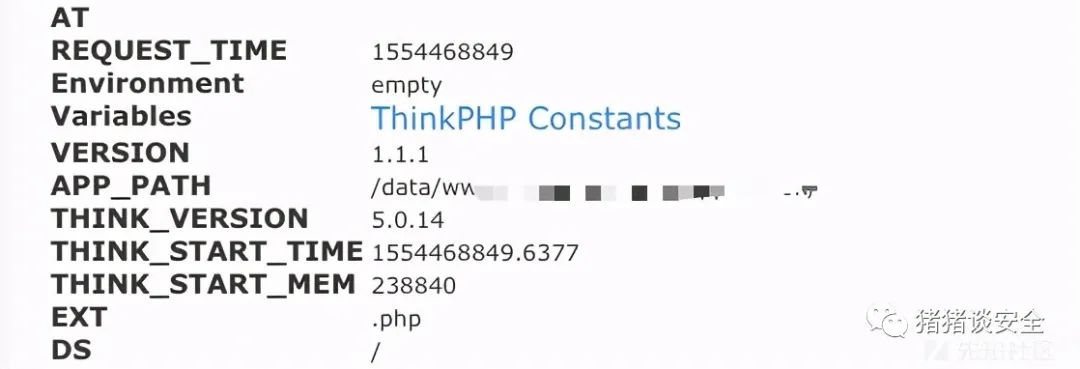 AT
REQUEST_TIME 1554468849
Environment empty
Variables ThinkPHP Constants
VERSION 1.1.1
APP_PATH /data/ww
THINK_VERSION 5.0.14
THINK_START_TIME 1554468849.6377
THINK_START_MEM 238840
EXT .php
DS /
猪猪谈安全
先知社区